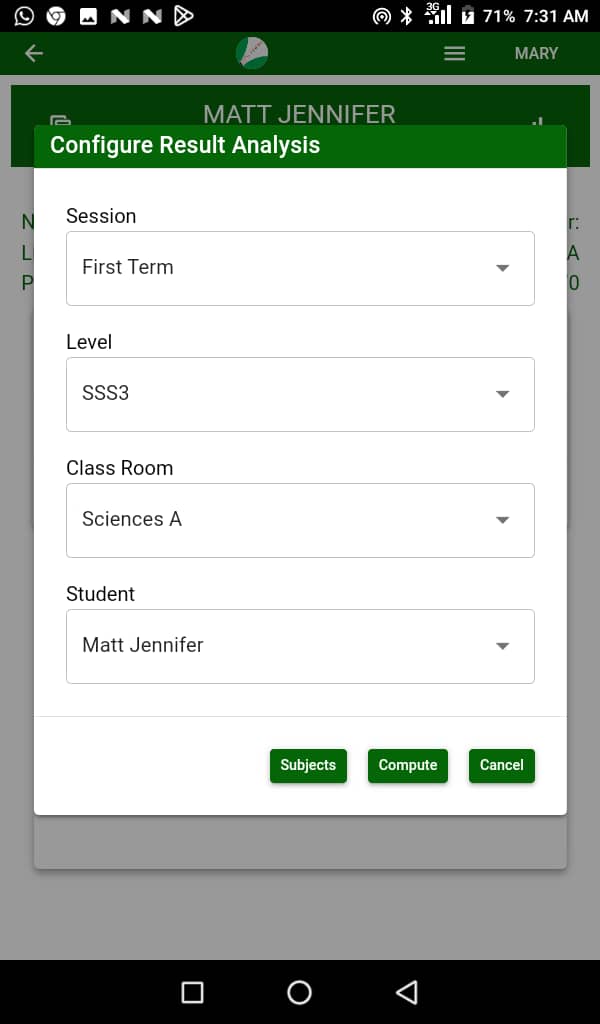 3G
71% 7:31 AM
MARY
MATT JENNIFER
Configure Result Analysis
Session
N
r:
First Term
L
A
P
0
Level
SSS3
Class Room
Sciences A
Student
Matt Jennifer
Subjects Compute Cancel